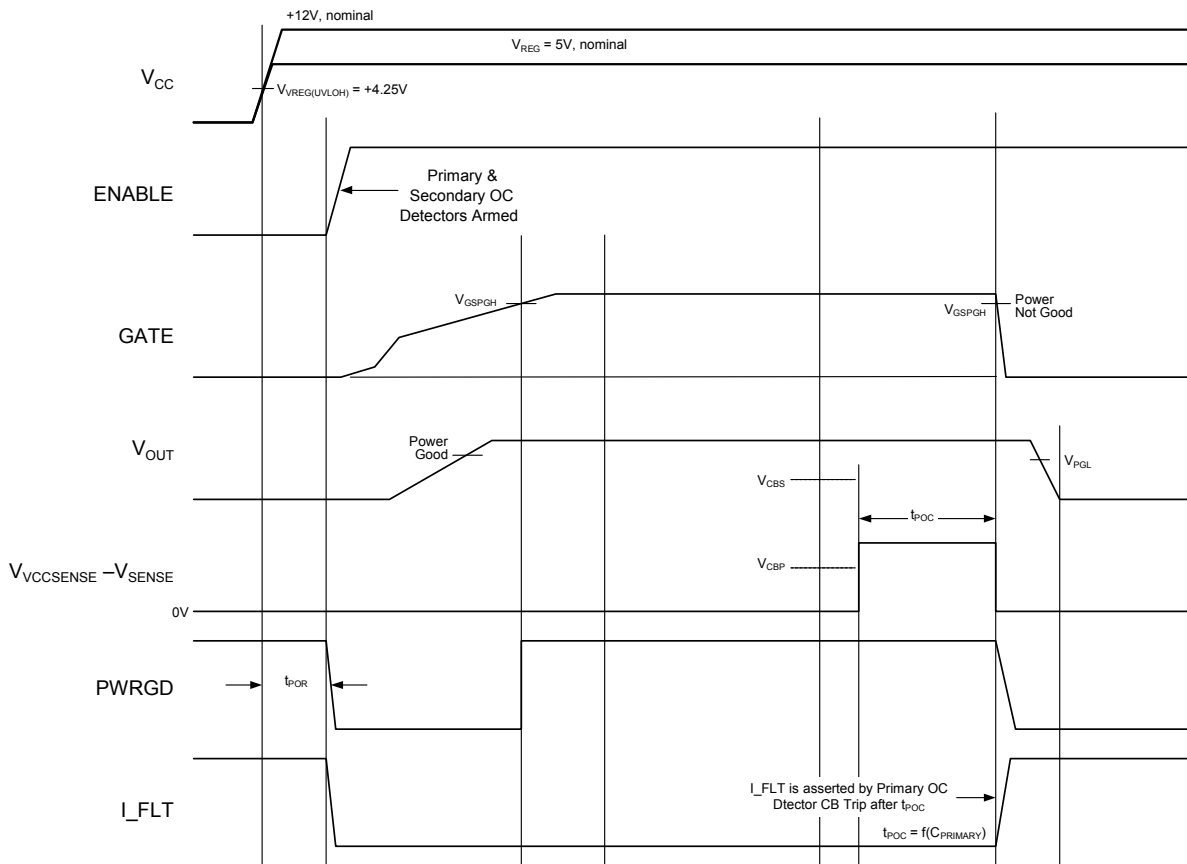 +12V, nominal
V_REG = 5V, nominal
V_CC
V_VREG(UVLOH) = +4.25V
ENABLE
Primary &
Secondary OC
Detectors Armed
V_GSPGH
V_GSPGH
Power
Not Good
GATE
V_OUT
Power
Good
V_PGL
V_CBS
t_POC
V_VCCSENSE –V_SENSE
V_CBP
0V
PWRGD
t_POR
I_FLT
I_FLT is asserted by Primary OC
Dtector CB Trip after t_POC
t_POC = f(C_PRIMARY)